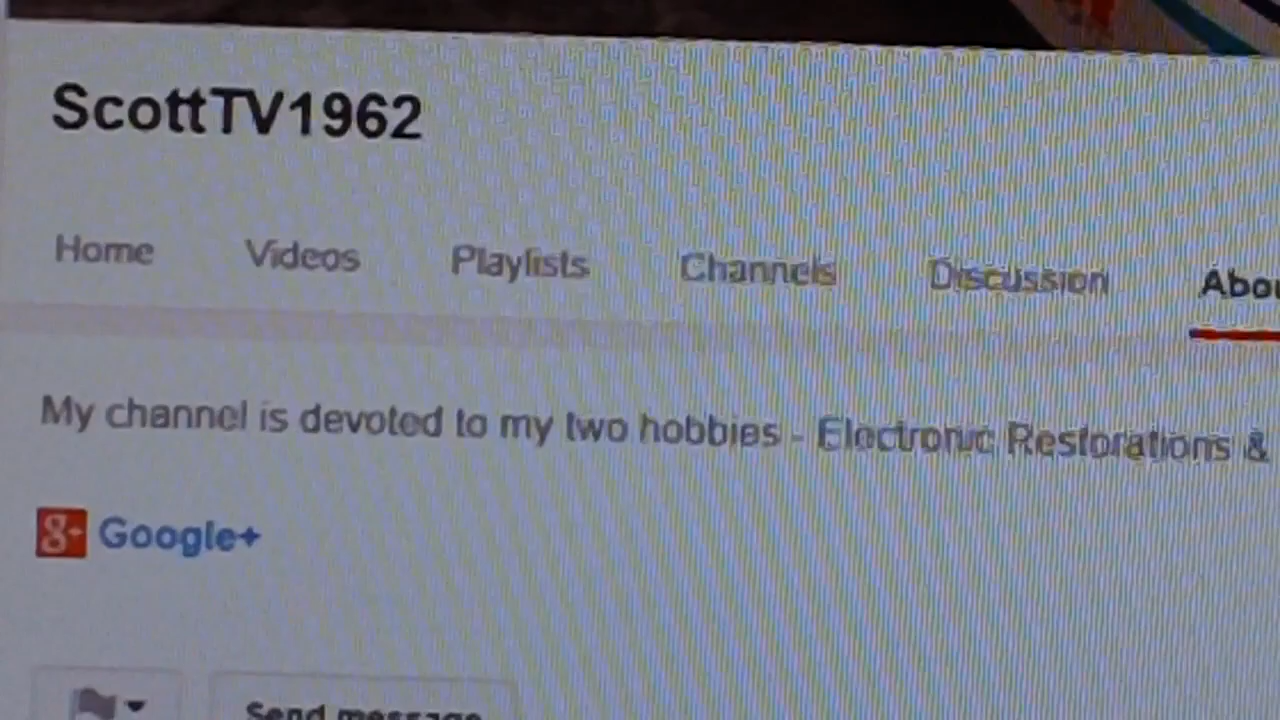 ScottTV1962
Home Videos Playlists Channels Discussion Abou
My channel is devoted to my two hobbies - Electronic Restorations &
8+ Google+
Send message